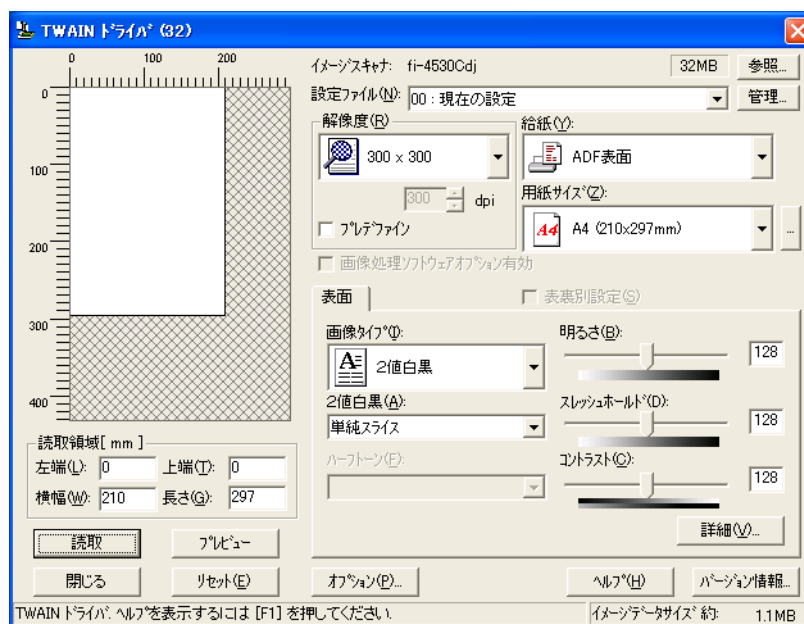 TWAIN ドライバ (32)
0 100 200
イメージスキャナ: fi-4530Cdj 32MB 参照...
設定ファイル(N): 00 : 現在の設定 管理...
0
100
200
300
400
解像度(R) 給紙(Y):
300 x 300 ADF表面
300 dpi 用紙サイズ(Z):
プレデファイン A4 A4 (210x297mm) ...
画像処理ソフトウェアオプション有効
表面 表裏別設定(S)
画像タイプ(I): 明るさ(B):
A 2値白黒 128
2値白黒(A): スレッシュホールド(D):
単純スライス 128
ハーフトーン(F): コントラスト(C):
128
詳細(V)...
読取領域[ mm ]
左端(L): 0 上端(T): 0
横幅(W): 210 長さ(G): 297
読取 プレビュー
閉じる リセット(E) オプション(P)... ヘルプ(H) バージョン情報...
TWAIN ドライバ. ヘルプを表示するには [F1] を押してください. イメージデータサイズ 約: 1.1MB